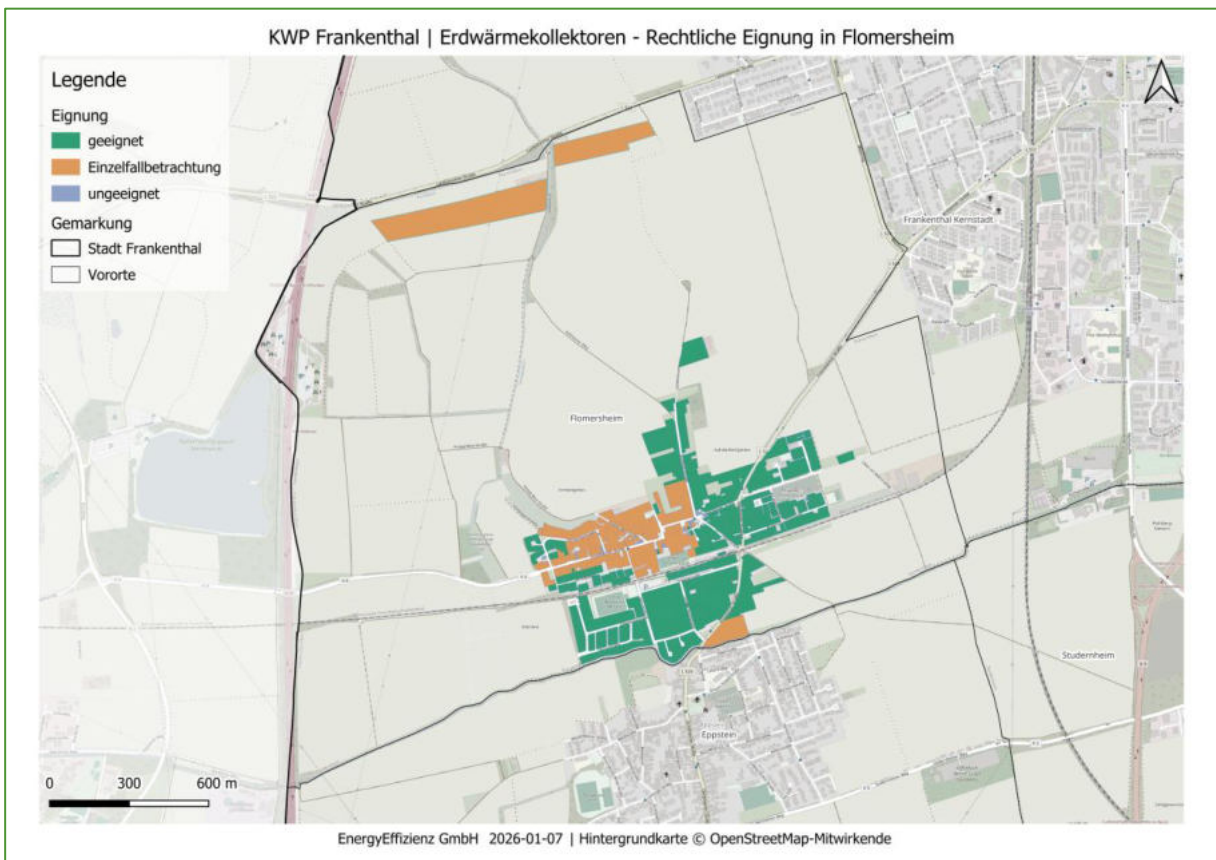 KWP Frankenthal | Erdwärmekollektoren - Rechtliche Eignung in Flomersheim
Legende
Eignung
geeignet
Einzelfallbetrachtung
ungeeignet
Gemarkung
Stadt Frankenthal
Vororte
Frankenthal Kernstadt
Flomersheim
Studernheim
Eppstein
0 300 600 m
EnergyEffizienz GmbH 2026-01-07 | Hintergrundkarte © OpenStreetMap-Mitwirkende